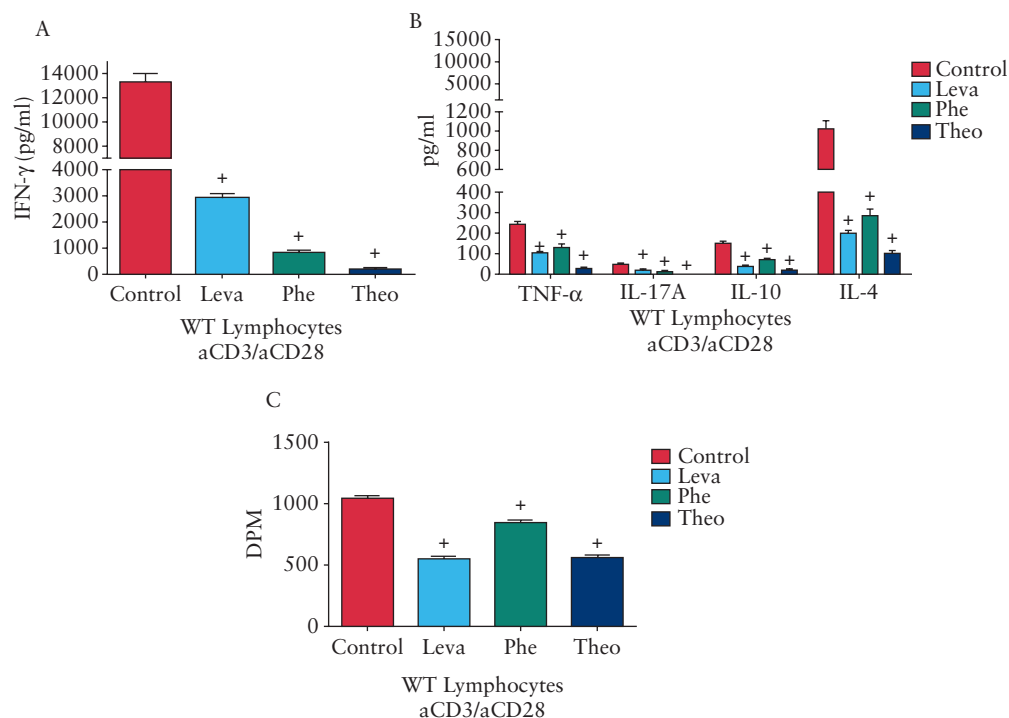 A
IFN-γ (pg/ml)
14000
12000
10000
8000
4000
3000
2000
1000
0
+
+
+
Control Leva Phe Theo
WT Lymphocytes
aCD3/aCD28
B
pg/ml
15000
10000
5000
1200
1000
800
600
400
300
200
100
0
+ + +
+ + +
+ + +
+ + +
TNF-α IL-17A IL-10 IL-4
WT Lymphocytes
aCD3/aCD28
Control
Leva
Phe
Theo
C
DPM
1500
1000
500
0
+
+
+
Control Leva Phe Theo
WT Lymphocytes
aCD3/aCD28
Control
Leva
Phe
Theo